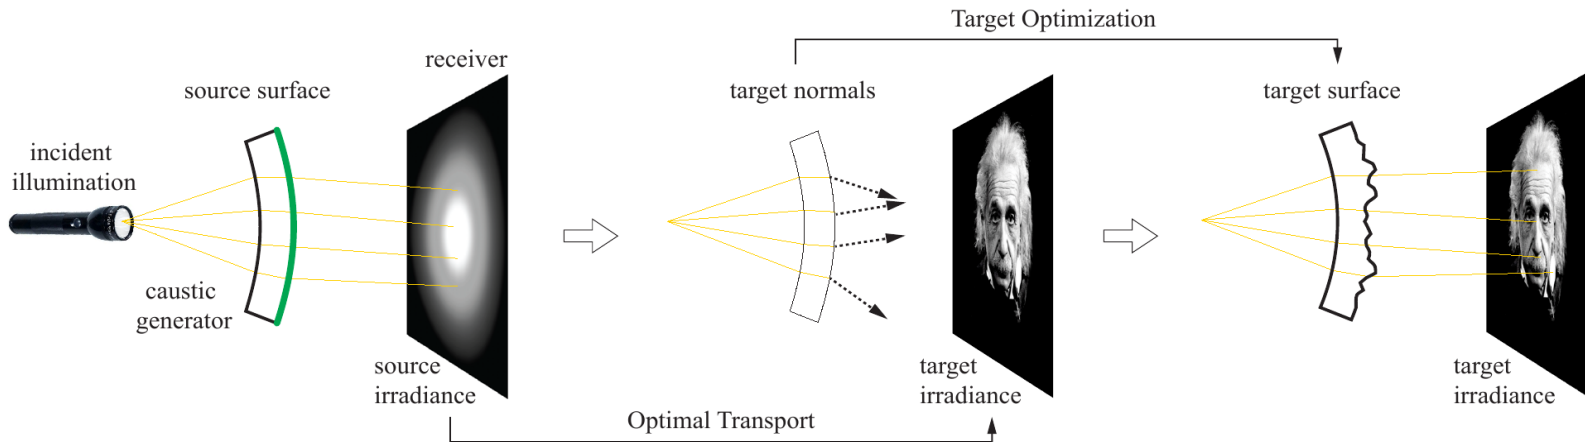 Target Optimization
receiver
source surface
target normals
target surface
incident
illumination
caustic
generator
source
irradiance
target
irradiance
target
irradiance
Optimal Transport